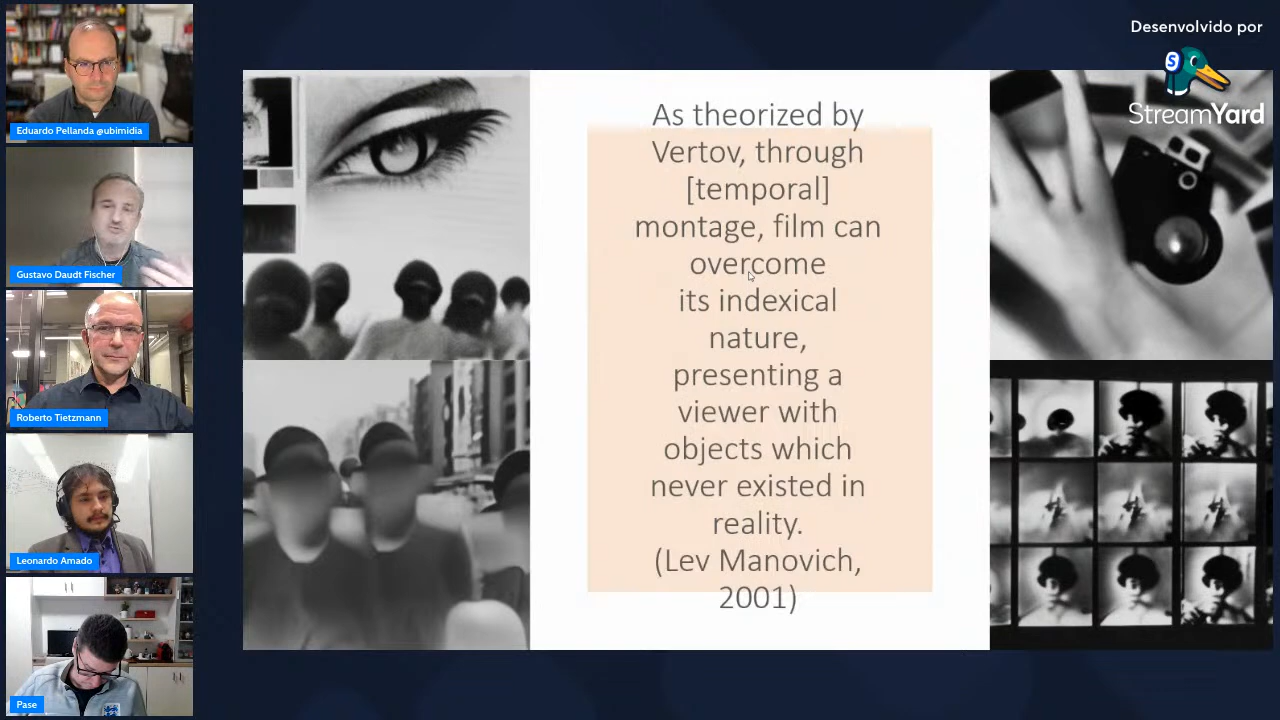 Eduardo Pellanda @ubimidia
Gustavo Daudt Fischer
Roberto Tietzmann
Leonardo Amado
Pase
As theorized by
Vertov, through
[temporal]
montage, film can
overcome
its indexical
nature,
presenting a
viewer with
objects which
never existed in
reality.
(Lev Manovich,
2001)
Desenvolvido por
S
StreamYard